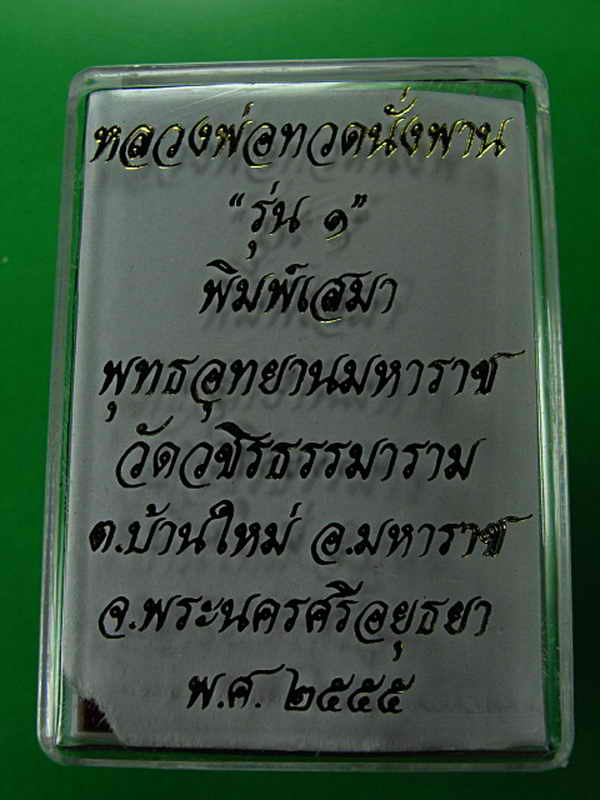 หลวงพ่อทวดนั่งพาน
"รุ่น ๑"
พิมพ์เสมา
พุทธอุทยานมหาราช
วัดวชิรธรรมาราม
ต.บ้านใหม่ อ.มหาราช
จ.พระนครศรีอยุธยา
พ.ศ. ๒๕๕๕